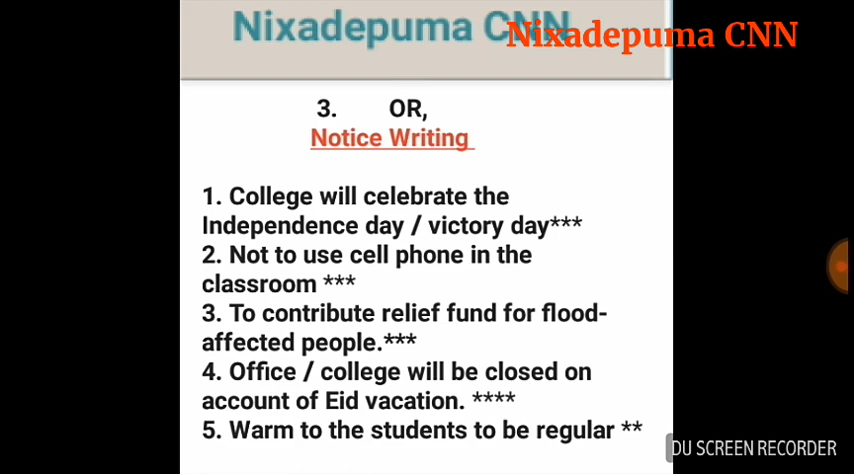 Nixadepuma CNN
Nixadepuma CNN
3. OR,
Notice Writing
1. College will celebrate the
Independence day / victory day***
2. Not to use cell phone in the
classroom ***
3. To contribute relief fund for flood-
affected people.***
4. Office / college will be closed on
account of Eid vacation. ****
5. Warm to the students to be regular **
DU SCREEN RECORDER